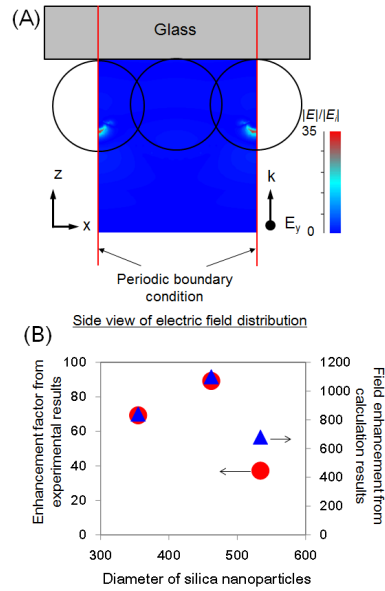 (A)
Glass
|E|/|Eᵢ|
35
0
z
x
k
E_y
Periodic boundary
condition
Side view of electric field distribution
(B)
Enhancement factor from
experimental results
100
80
60
40
20
0
1200
1000
800
600
400
200
0
Field enhancement from
calculation results
300
400
500
600
Diameter of silica nanoparticles